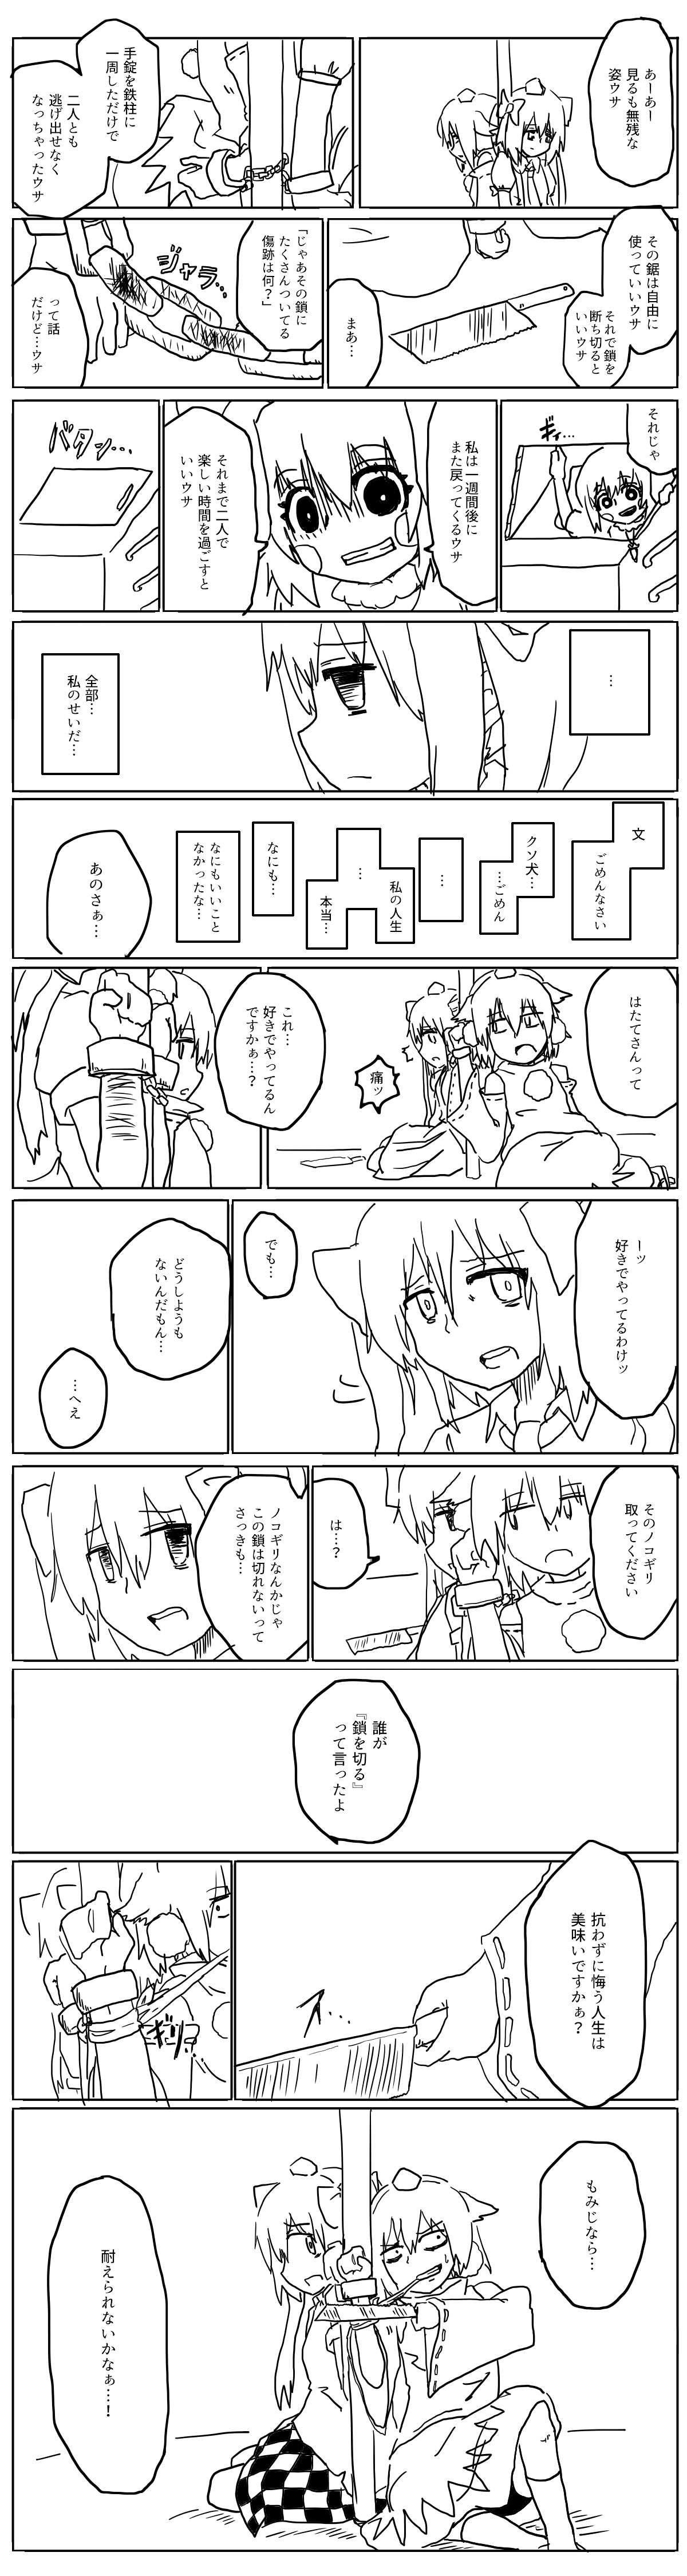 あーあー
見るも無残な
姿ウサ
手錠を鉄柱に
一周しただけで
二人とも
逃げ出せなく
なっちゃったウサ
その鋸は自由に
使っていいウサ
それで鎖を
断ち切ると
いいウサ
まあ…
「じゃあその鎖に
たくさんついてる
傷跡は何?」
ジャラ…
って話
だけど…ウサ
それじゃ
ギィ…
私は一週間後に
また戻ってくるウサ
それまで二人で
楽しい時間を過ごすと
いいウサ
バタン…
…
全部…
私のせいだ…
文
ごめんなさい
クソ犬…
…ごめん
…
私の人生
…
本当…
なにも…
なにもいいこと
なかったな…
あのさぁ…
はたてさんって
痛ッ
これ…
好きでやってるん
ですかぁ…?
ーッ
好きでやってるわけッ
でも…
どうしようも
ないんだもん…
…へえ
そのノコギリ
取ってください
は…?
ノコギリなんかじゃ
この鎖は切れないって
さっきも…
誰が
『鎖を切る』
って言ったよ
抗わずに悔う人生は
美味いですかぁ?
ス…
ギリ…
もみじなら…
耐えられないかなぁ…!